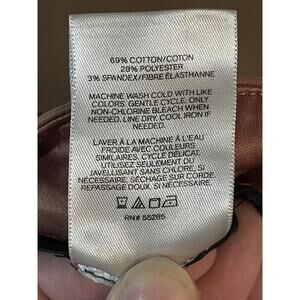 69% COTTON/COTON
28% POLYESTER
3% SPANDEX/FIBRE ÉLASTHANNE
MACHINE WASH COLD WITH LIKE
COLORS. GENTLE CYCLE. ONLY
NON-CHLORINE BLEACH WHEN
NEEDED. LINE DRY. COOL IRON IF
NEEDED.
LAVER À LA MACHINE À L'EAU
FROIDE AVEC COULEURS
SIMILAIRES. CYCLE DÉLICAT.
UTILISEZ SEULEMENT DU
JAVELLISANT SANS CHLORE, SI
NÉCESSAIRE. SÉCHAGE SUR CORDE.
REPASSAGE DOUX, SI NÉCESSAIRE.
RN# 55285